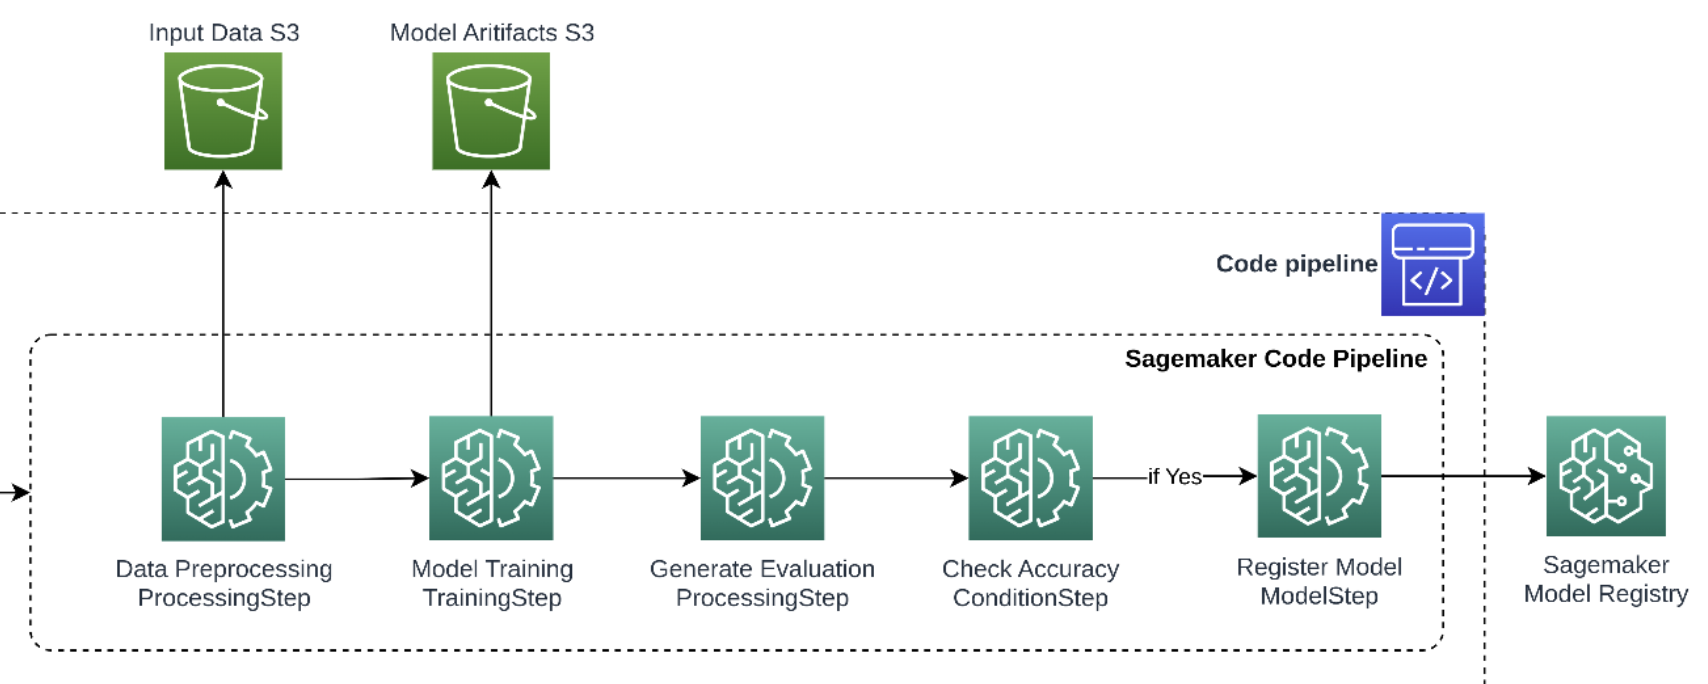 Input Data S3
Model Aritifacts S3
Code pipeline
</>
Sagemaker Code Pipeline
if Yes
Data Preprocessing
ProcessingStep
Model Training
TrainingStep
Generate Evaluation
ProcessingStep
Check Accuracy
ConditionStep
Register Model
ModelStep
Sagemaker
Model Registry